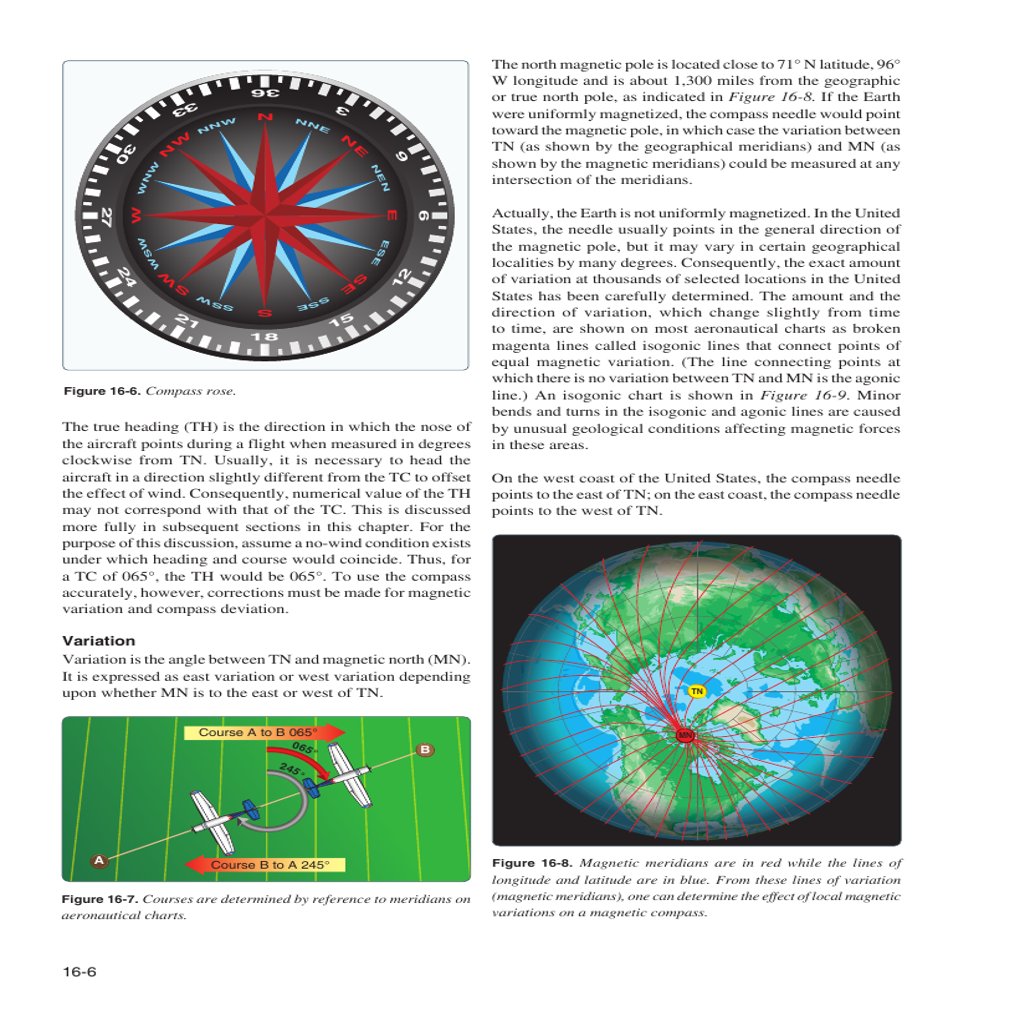 36
33
3
N
NNW
NNE
NW
NE
30
6
WNW
NEN
27
W
E
9
WSW
ESE
24
SW
SE
12
SSW
SSE
S
21
15
18
Figure 16-6. Compass rose.
The true heading (TH) is the direction in which the nose of
the aircraft points during a flight when measured in degrees
clockwise from TN. Usually, it is necessary to head the
aircraft in a direction slightly different from the TC to offset
the effect of wind. Consequently, numerical value of the TH
may not correspond with that of the TC. This is discussed
more fully in subsequent sections in this chapter. For the
purpose of this discussion, assume a no-wind condition exists
under which heading and course would coincide. Thus, for
a TC of 065°, the TH would be 065°. To use the compass
accurately, however, corrections must be made for magnetic
variation and compass deviation.
Variation
Variation is the angle between TN and magnetic north (MN).
It is expressed as east variation or west variation depending
upon whether MN is to the east or west of TN.
Course A to B 065°
065°
B
245°
A
Course B to A 245°
Figure 16-7. Courses are determined by reference to meridians on
aeronautical charts.
The north magnetic pole is located close to 71° N latitude, 96°
W longitude and is about 1,300 miles from the geographic
or true north pole, as indicated in Figure 16-8. If the Earth
were uniformly magnetized, the compass needle would point
toward the magnetic pole, in which case the variation between
TN (as shown by the geographical meridians) and MN (as
shown by the magnetic meridians) could be measured at any
intersection of the meridians.
Actually, the Earth is not uniformly magnetized. In the United
States, the needle usually points in the general direction of
the magnetic pole, but it may vary in certain geographical
localities by many degrees. Consequently, the exact amount
of variation at thousands of selected locations in the United
States has been carefully determined. The amount and the
direction of variation, which change slightly from time
to time, are shown on most aeronautical charts as broken
magenta lines called isogonic lines that connect points of
equal magnetic variation. (The line connecting points at
which there is no variation between TN and MN is the agonic
line.) An isogonic chart is shown in Figure 16-9. Minor
bends and turns in the isogonic and agonic lines are caused
by unusual geological conditions affecting magnetic forces
in these areas.
On the west coast of the United States, the compass needle
points to the east of TN; on the east coast, the compass needle
points to the west of TN.
TN
MN
Figure 16-8. Magnetic meridians are in red while the lines of
longitude and latitude are in blue. From these lines of variation
(magnetic meridians), one can determine the effect of local magnetic
variations on a magnetic compass.
16-6